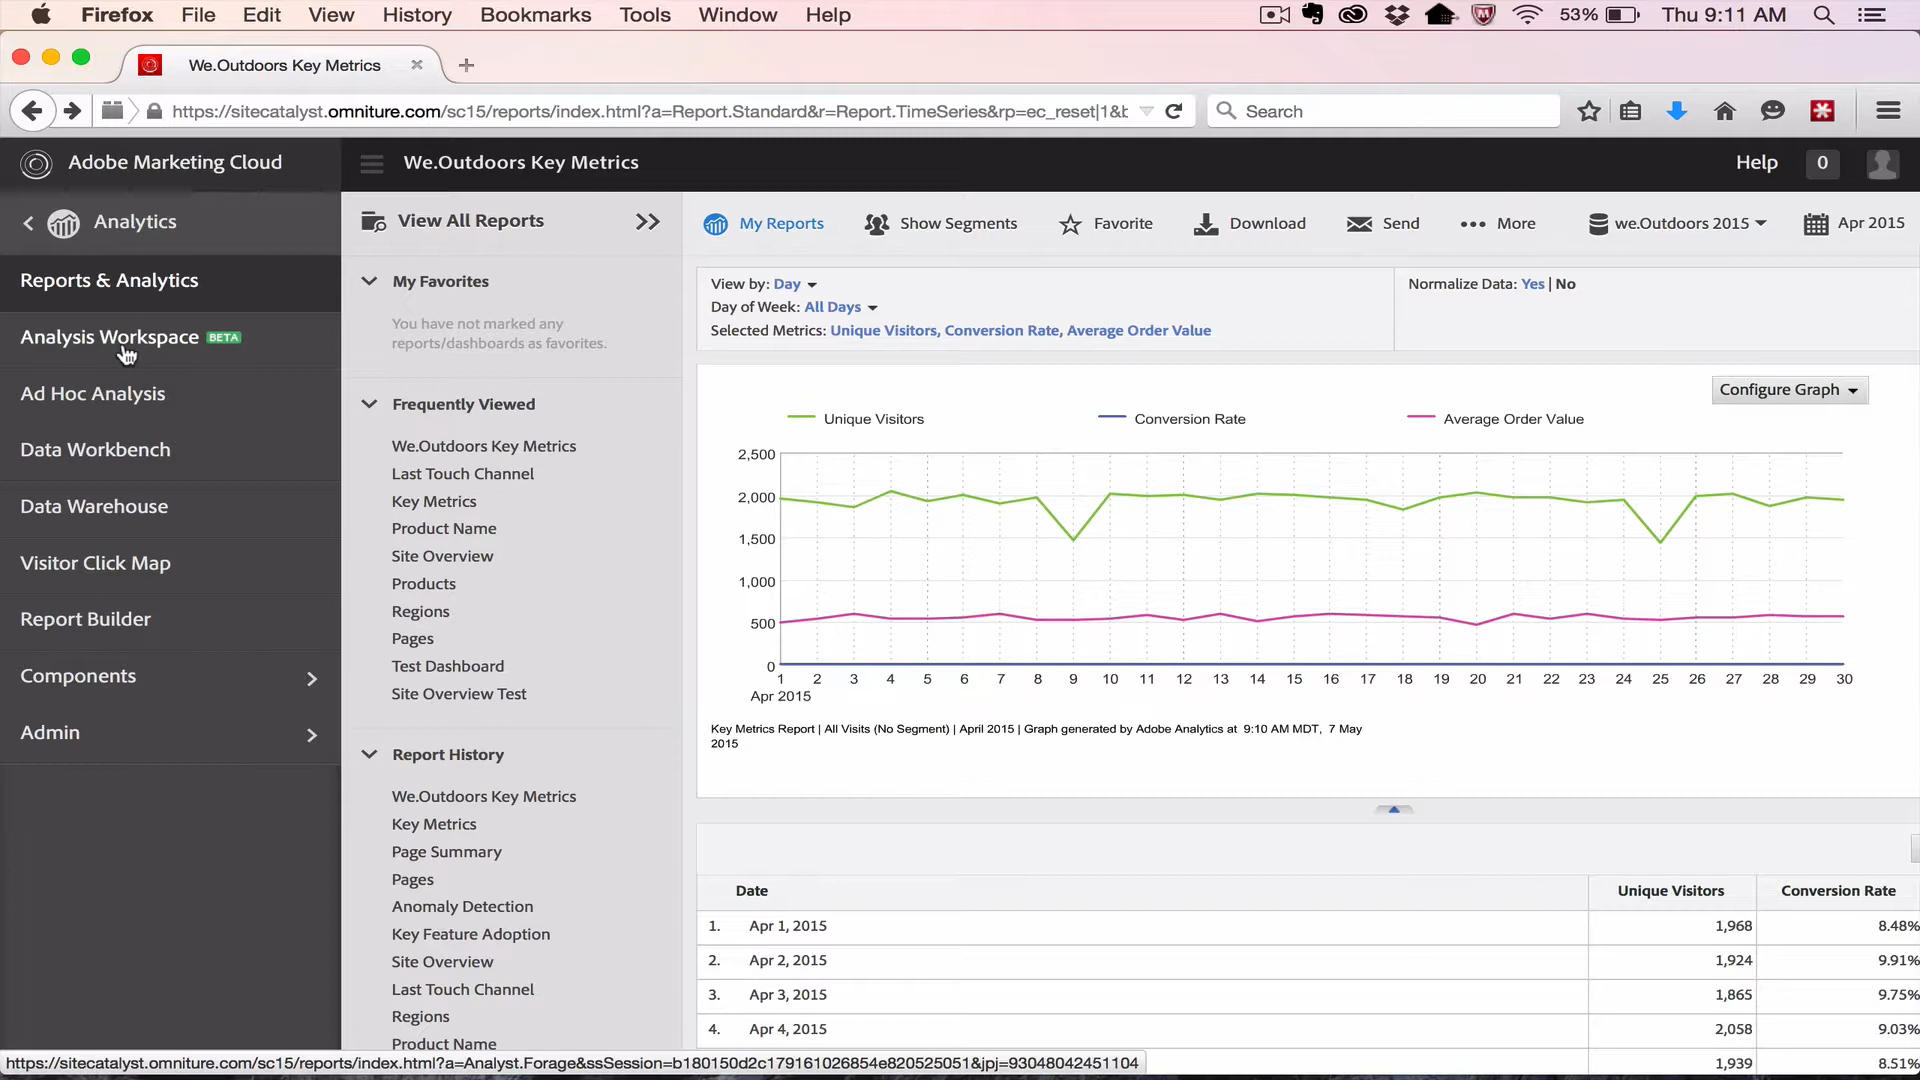 Firefox File Edit View History Bookmarks Tools Window Help 53% Thu 9:11 AM
We.Outdoors Key Metrics
https://sitecatalyst.omniture.com/sc15/reports/index.html?a=Report.Standard&r=Report.TimeSeries&rp=ec_reset|1&b Search
Adobe Marketing Cloud
We.Outdoors Key Metrics
Help 0
Analytics
Reports & Analytics
Analysis Workspace BETA
Ad Hoc Analysis
Data Workbench
Data Warehouse
Visitor Click Map
Report Builder
Components
Admin
View All Reports
My Favorites
You have not marked any
reports/dashboards as favorites.
Frequently Viewed
We.Outdoors Key Metrics
Last Touch Channel
Key Metrics
Product Name
Site Overview
Products
Regions
Pages
Test Dashboard
Site Overview Test
Report History
We.Outdoors Key Metrics
Key Metrics
Page Summary
Pages
Anomaly Detection
Key Feature Adoption
Site Overview
Last Touch Channel
Regions
Product Name
My Reports Show Segments Favorite Download Send More we.Outdoors 2015 Apr 2015
View by: Day
Day of Week: All Days
Selected Metrics: Unique Visitors, Conversion Rate, Average Order Value
Normalize Data: Yes | No
Configure Graph
Unique Visitors Conversion Rate Average Order Value
2,500
2,000
1,500
1,000
500
0
1 2 3 4 5 6 7 8 9 10 11 12 13 14 15 16 17 18 19 20 21 22 23 24 25 26 27 28 29 30
Apr 2015
Key Metrics Report | All Visits (No Segment) | April 2015 | Graph generated by Adobe Analytics at 9:10 AM MDT, 7 May
2015
Date Unique Visitors Conversion Rate
1. Apr 1, 2015 1,968 8.48%
2. Apr 2, 2015 1,924 9.91%
3. Apr 3, 2015 1,865 9.75%
4. Apr 4, 2015 2,058 9.03%
1,939 8.51%
https://sitecatalyst.omniture.com/sc15/reports/index.html?a=Analyst.Forage&ssSession=b180150d2c179161026854e820525051&jpj=93048042451104